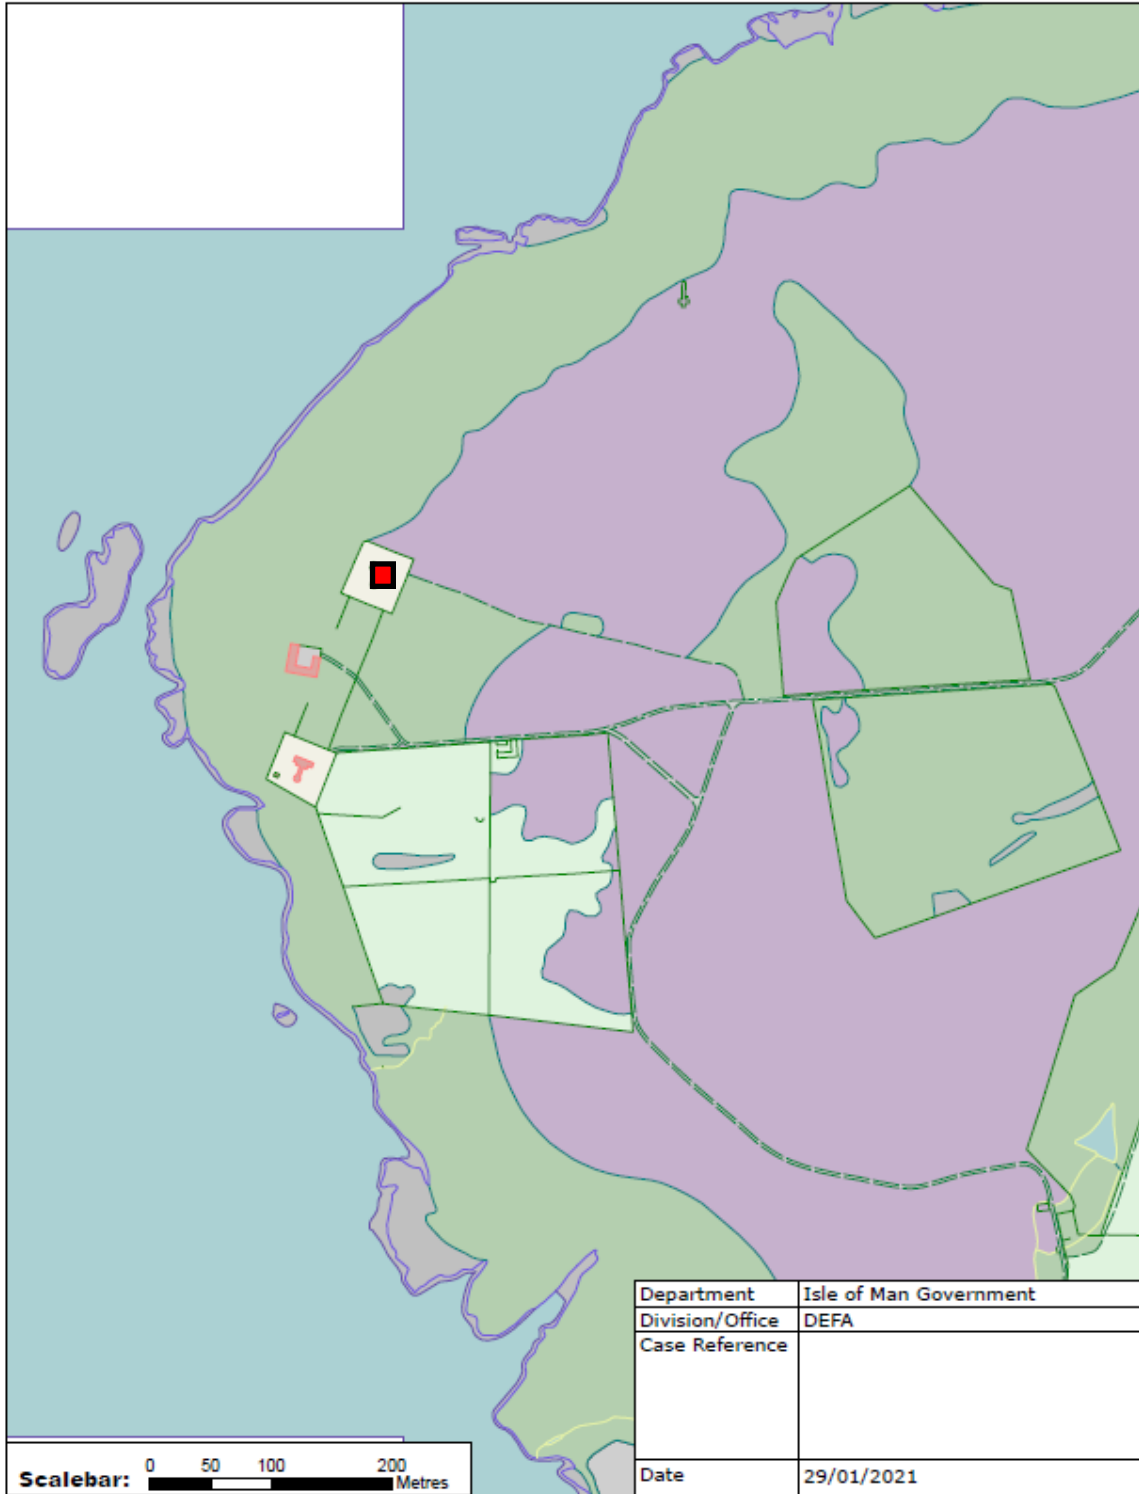 Department Isle of Man Government
Division/Office DEFA
Case Reference
Date 29/01/2021
Scalebar: 0 50 100 200 Metres